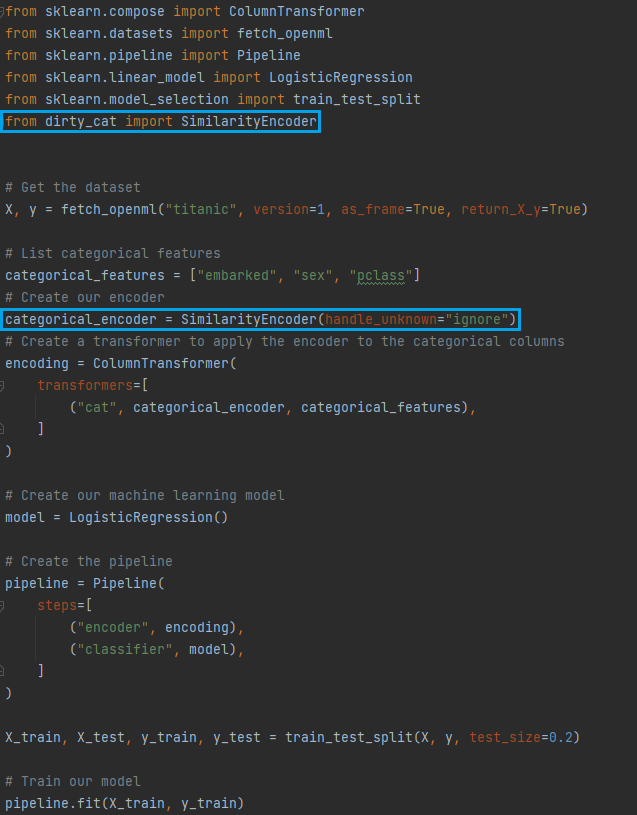 from sklearn.compose import ColumnTransformer
from sklearn.datasets import fetch_openml
from sklearn.pipeline import Pipeline
from sklearn.linear_model import LogisticRegression
from sklearn.model_selection import train_test_split
from dirty_cat import SimilarityEncoder
# Get the dataset
X, y = fetch_openml("titanic", version=1, as_frame=True, return_X_y=True)
# List categorical features
categorical_features = ["embarked", "sex", "pclass"]
# Create our encoder
categorical_encoder = SimilarityEncoder(handle_unknown="ignore")
# Create a transformer to apply the encoder to the categorical columns
encoding = ColumnTransformer(
    transformers=[
        ("cat", categorical_encoder, categorical_features),
    ]
)
# Create our machine learning model
model = LogisticRegression()
# Create the pipeline
pipeline = Pipeline(
    steps=[
        ("encoder", encoding),
        ("classifier", model),
    ]
)
X_train, X_test, y_train, y_test = train_test_split(X, y, test_size=0.2)
# Train our model
pipeline.fit(X_train, y_train)